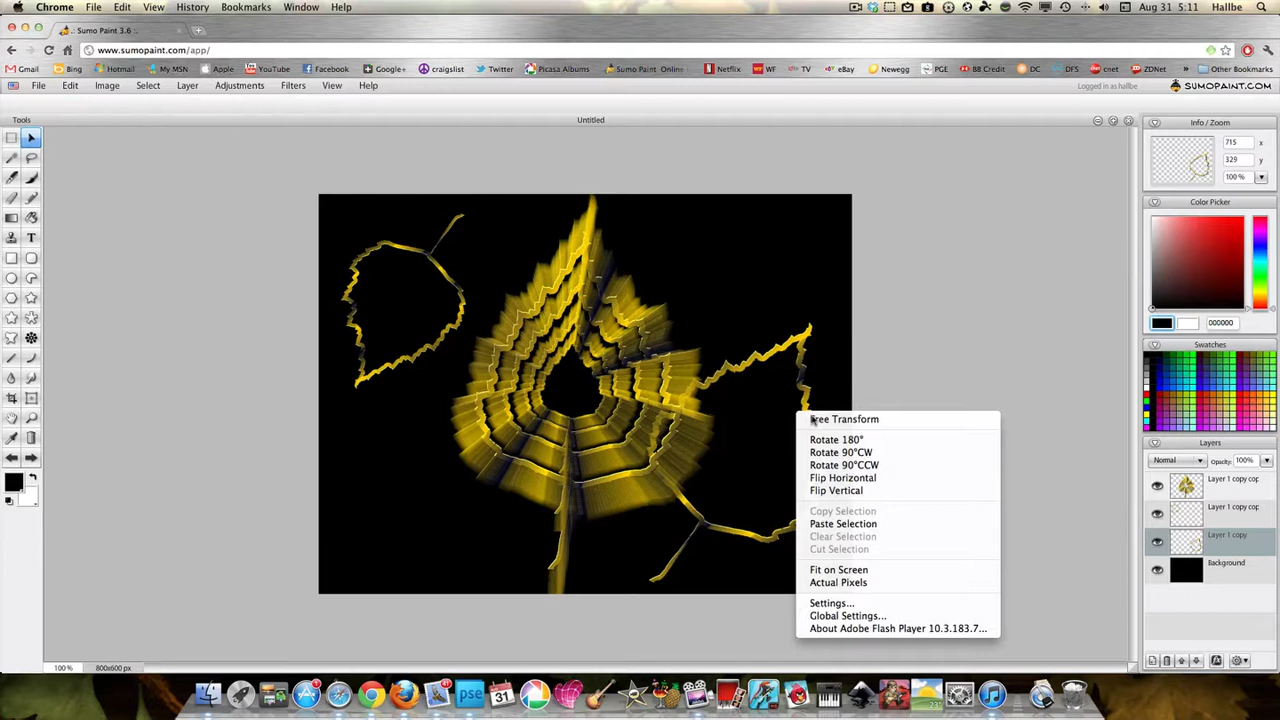 Chrome File Edit View History Bookmarks Window Help Aug 31 5:11 Hallbe
Sumo Paint 3.6 :.
www.sumopaint.com/app/
Gmail Bing Hotmail My MSN Apple YouTube Facebook Google+ craigslist Twitter Picasa Albums Sumo Paint Online Netflix WF TV eBay Newegg PGE BB Credit DC DFS cnet ZDNet Other Bookmarks
File Edit Image Select Layer Adjustments Filters View Help Logged in as hallbe SUMOPAINT.COM
Tools Untitled Info / Zoom
715 x
329 y
100 %
Color Picker
000000
Swatches
Layers
Normal Opacity: 100%
Layer 1 copy cop
Layer 1 copy cop
Layer 1 copy
Background
Free Transform
Rotate 180°
Rotate 90°CW
Rotate 90°CCW
Flip Horizontal
Flip Vertical
Copy Selection
Paste Selection
Clear Selection
Cut Selection
Fit on Screen
Actual Pixels
Settings...
Global Settings...
About Adobe Flash Player 10.3.183.7...
100 % 800x600 px
pse
31
73°